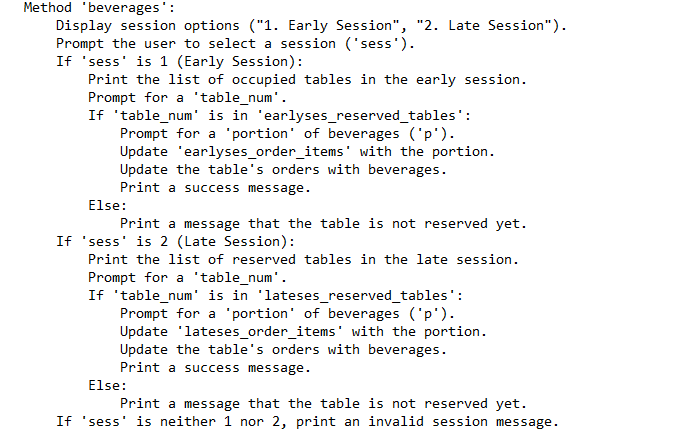 Method 'beverages':
Display session options ("1. Early Session", "2. Late Session").
Prompt the user to select a session ('sess').
If 'sess' is 1 (Early Session):
Print the list of occupied tables in the early session.
Prompt for a 'table_num'.
If 'table_num' is in 'earlyses_reserved_tables':
Prompt for a 'portion' of beverages ('p').
Update 'earlyses_order_items' with the portion.
Update the table's orders with beverages.
Print a success message.
Else:
Print a message that the table is not reserved yet.
If 'sess' is 2 (Late Session):
Print the list of reserved tables in the late session.
Prompt for a 'table_num'.
If 'table_num' is in 'lateses_reserved_tables':
Prompt for a 'portion' of beverages ('p').
Update 'lateses_order_items' with the portion.
Update the table's orders with beverages.
Print a success message.
Else:
Print a message that the table is not reserved yet.
If 'sess' is neither 1 nor 2, print an invalid session message.